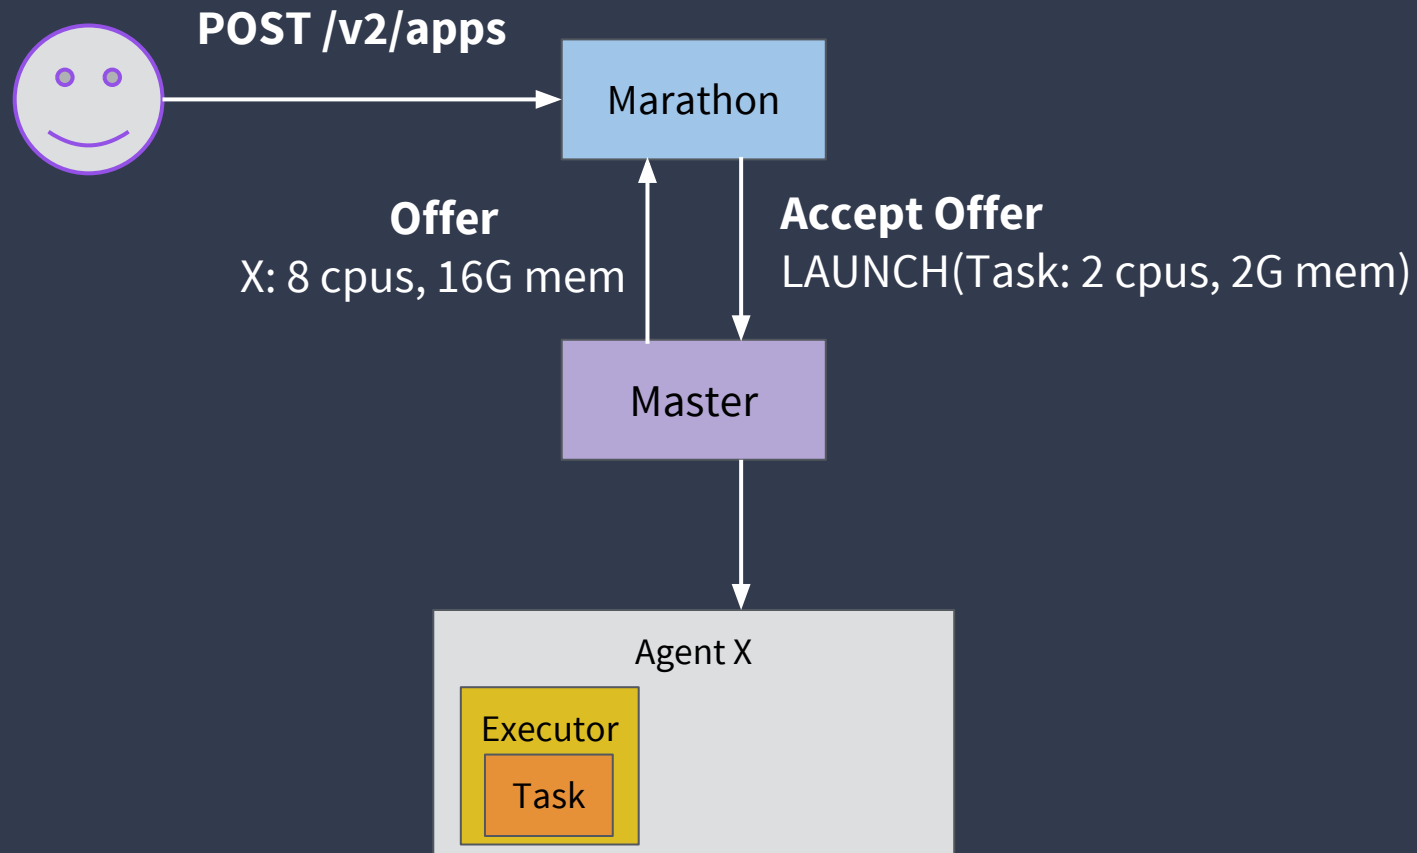 POST /v2/apps
Marathon
Offer
X: 8 cpus, 16G mem
Accept Offer
LAUNCH(Task: 2 cpus, 2G mem)
Master
Agent X
Executor
Task